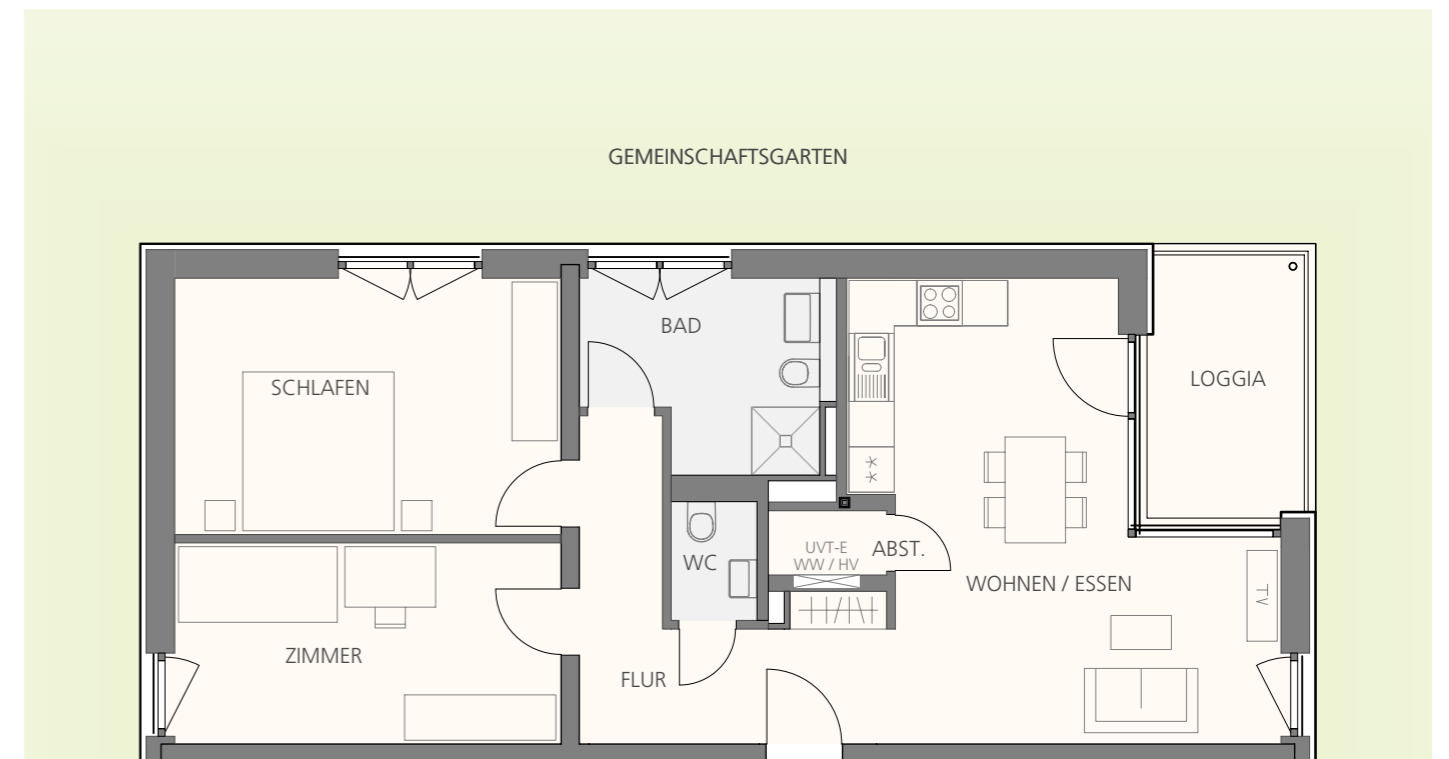 GEMEINSCHAFTSGARTEN
BAD
SCHLAFEN
LOGGIA
UVT-E
WW / HV
ABST.
WC
WOHNEN / ESSEN
TV
ZIMMER
FLUR